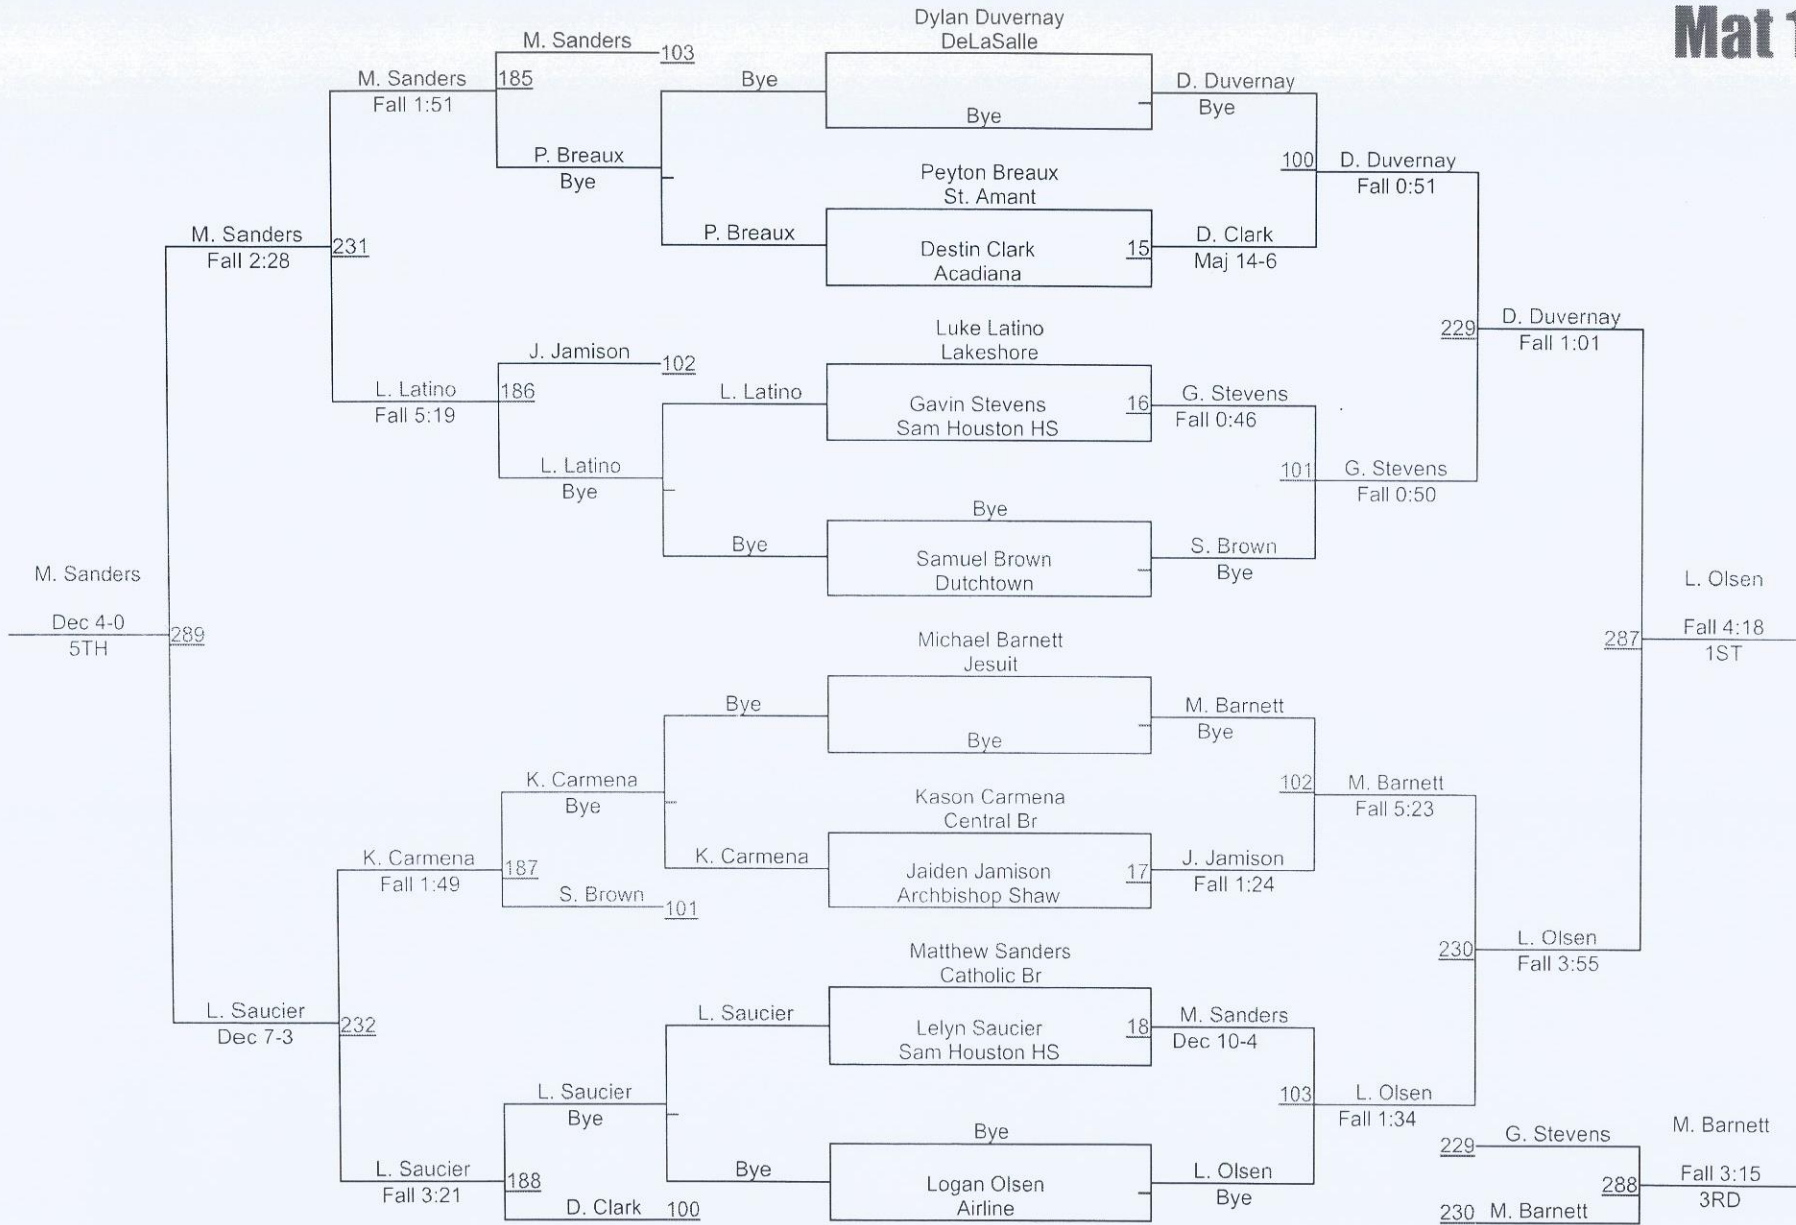 Mat 1
Dylan Duvernay
DeLaSalle
M. Sanders
103
M. Sanders
185
Bye
D. Duvernay
Fall 1:51
Bye
Bye
P. Breaux
100
D. Duvernay
Bye
Peyton Breaux
Fall 0:51
St. Amant
M. Sanders
231
P. Breaux
Destin Clark
15
D. Clark
Fall 2:28
Acadiana
Maj 14-6
Luke Latino
229
D. Duvernay
J. Jamison
102
Lakeshore
Fall 1:01
L. Latino
186
L. Latino
Gavin Stevens
16
G. Stevens
Fall 5:19
Sam Houston HS
Fall 0:46
L. Latino
101
G. Stevens
Bye
Fall 0:50
Bye
Bye
Samuel Brown
S. Brown
Dutchtown
Bye
M. Sanders
L. Olsen
Dec 4-0
289
Michael Barnett
287
Fall 4:18
5TH
Jesuit
1ST
Bye
M. Barnett
Bye
Bye
K. Carmena
102
M. Barnett
Bye
Kason Carmena
Fall 5:23
Central Br
K. Carmena
187
K. Carmena
Jaiden Jamison
17
J. Jamison
Fall 1:49
Archbishop Shaw
Fall 1:24
S. Brown
101
Matthew Sanders
230
L. Olsen
Catholic Br
Fall 3:55
L. Saucier
232
L. Saucier
Lelyn Saucier
18
M. Sanders
Dec 7-3
Sam Houston HS
Dec 10-4
L. Saucier
103
L. Olsen
Bye
Fall 1:34
Bye
229
G. Stevens
M. Barnett
L. Saucier
188
Bye
Logan Olsen
L. Olsen
288
Fall 3:15
Fall 3:21
Airline
Bye
3RD
D. Clark
100
230
M. Barnett